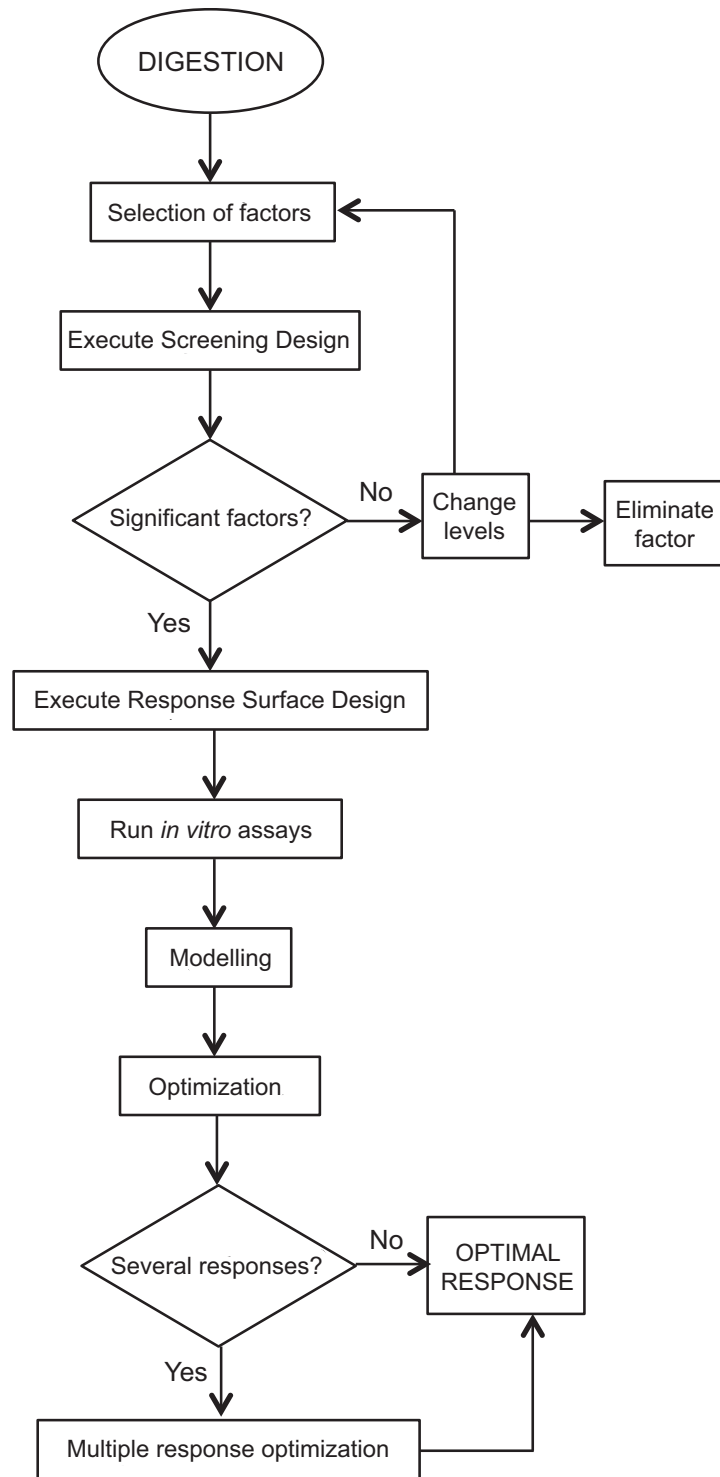 DIGESTION
Selection of factors
Execute Screening Design
Significant factors?
No
Change
levels
Eliminate
factor
Yes
Execute Response Surface Design
Run in vitro assays
Modelling
Optimization
Several responses?
No
OPTIMAL
RESPONSE
Yes
Multiple response optimization